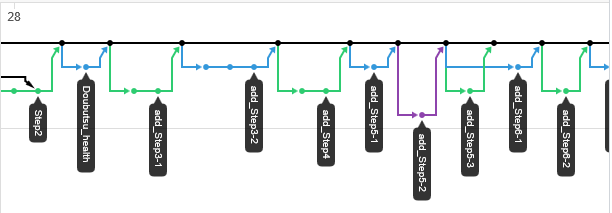 28
Step2
Doubutsu_health
add_Step3-1
add_Step3-2
add_Step4
add_Step5-1
add_Step5-2
add_Step5-3
add_Step6-1
add_Step6-2